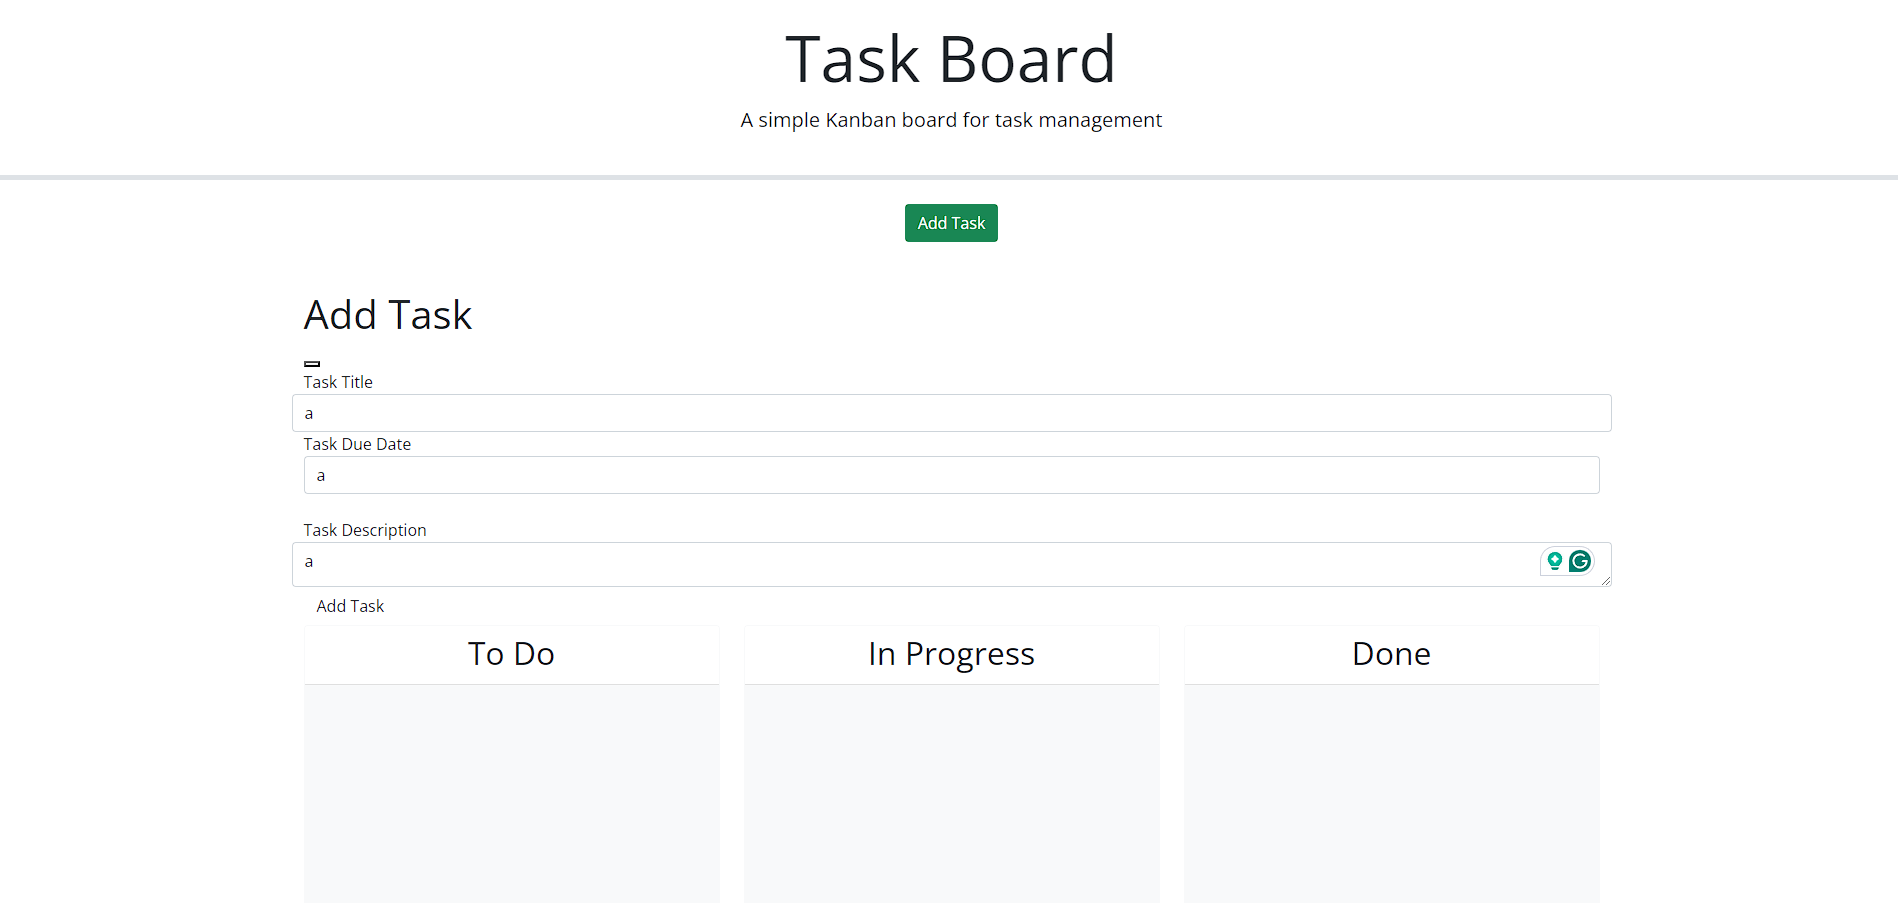 Task Board
A simple Kanban board for task management
Add Task
Add Task
Task Title
a
Task Due Date
a
Task Description
a
Add Task
To Do
In Progress
Done